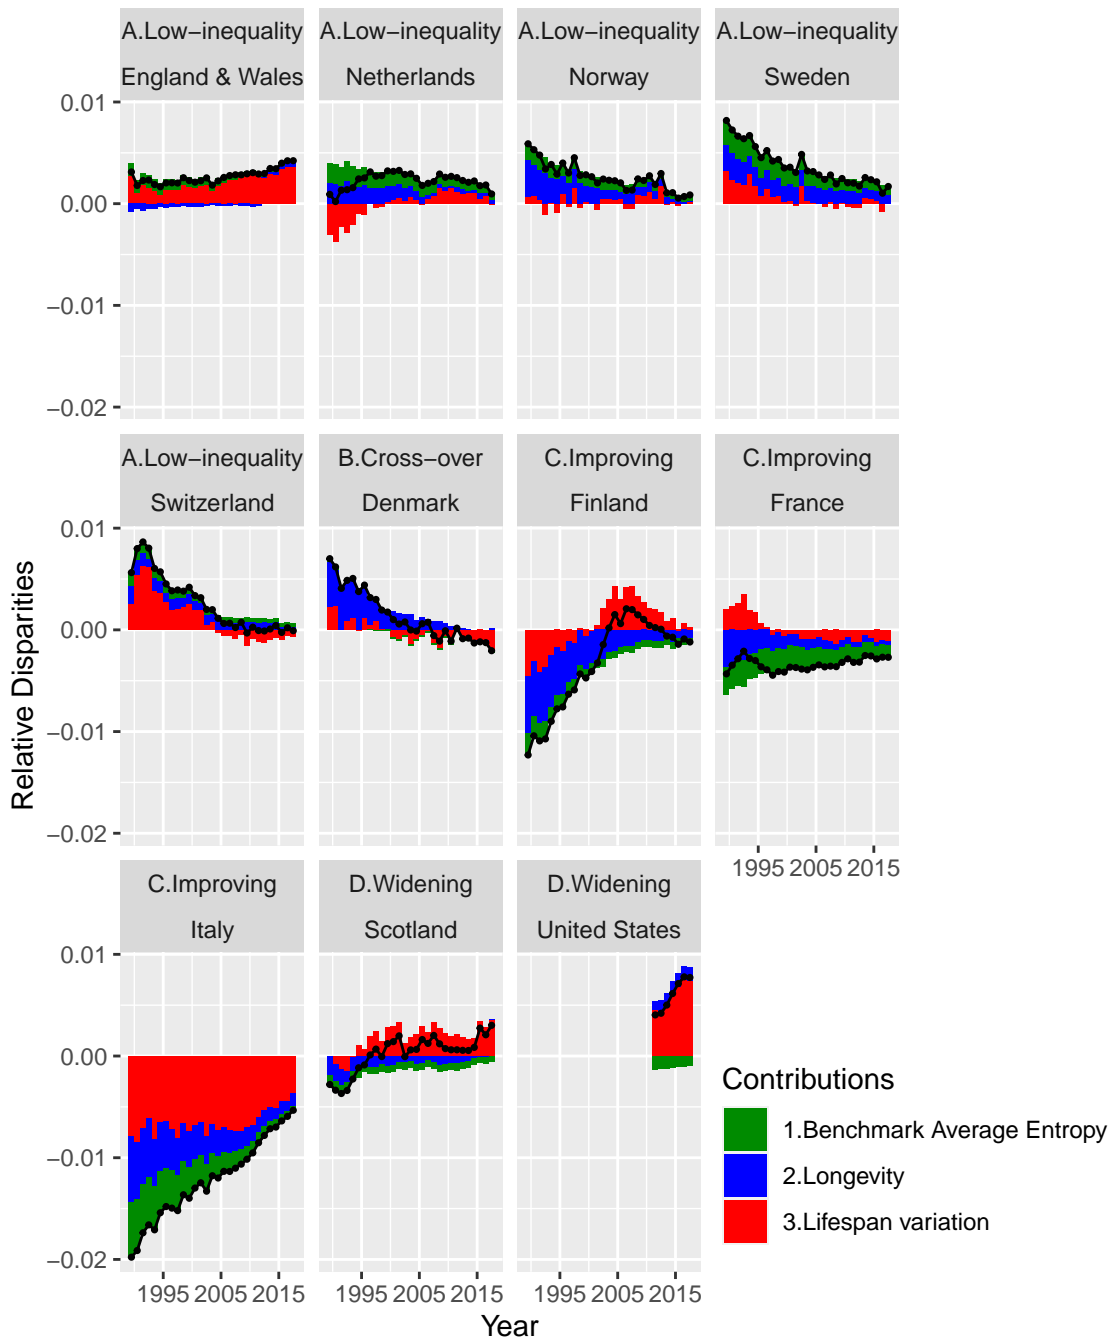 A.Low−inequality
A.Low−inequality
A.Low−inequality
A.Low−inequality
England & Wales
Netherlands
Norway
Sweden
0.01
0.00
−0.01
−0.02
A.Low−inequality
B.Cross−over
C.Improving
C.Improving
Switzerland
Denmark
Finland
France
0.01
0.00
−0.01
−0.02
1995 2005 2015
C.Improving
D.Widening
D.Widening
Italy
Scotland
United States
0.01
0.00
−0.01
−0.02
1995 2005 2015
1995 2005 2015
1995 2005 2015
Year
Relative Disparities
Contributions
1.Benchmark Average Entropy
2.Longevity
3.Lifespan variation